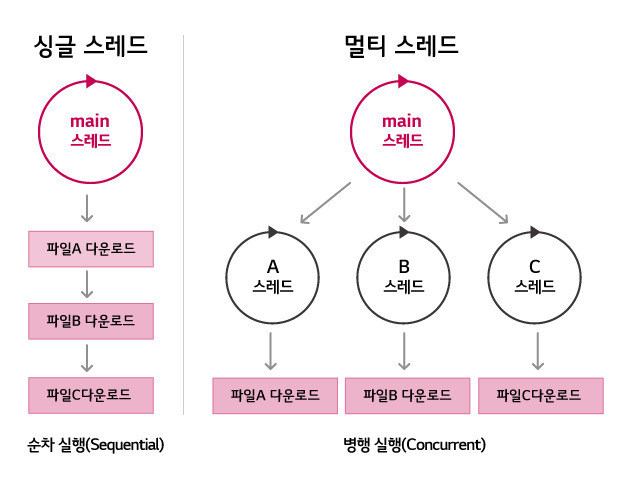 싱글 스레드
main
스레드
파일A 다운로드
파일B 다운로드
파일C다운로드
순차 실행(Sequential)
멀티 스레드
main
스레드
A
스레드
B
스레드
C
스레드
파일A 다운로드
파일B 다운로드
파일C다운로드
병행 실행(Concurrent)